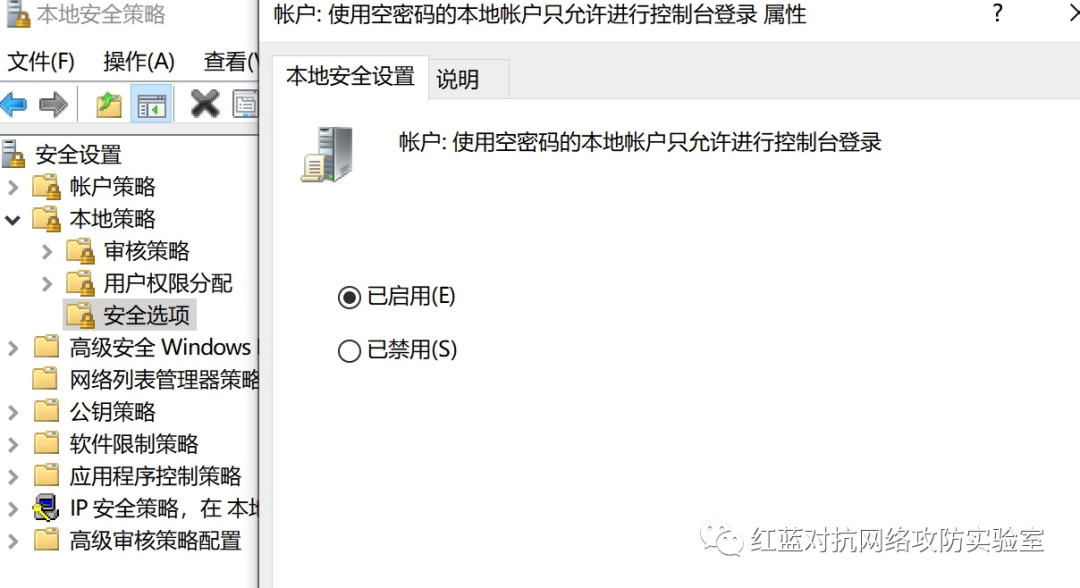 本地安全策略
文件(F) 操作(A) 查看(V
安全设置
帐户策略
本地策略
审核策略
用户权限分配
安全选项
高级安全 Windows
网络列表管理器策略
公钥策略
软件限制策略
应用程序控制策略
IP 安全策略，在 本地
高级审核策略配置
帐户: 使用空密码的本地帐户只允许进行控制台登录 属性
?
本地安全设置 说明
帐户: 使用空密码的本地帐户只允许进行控制台登录
已启用(E)
已禁用(S)
红蓝对抗网络攻防实验室